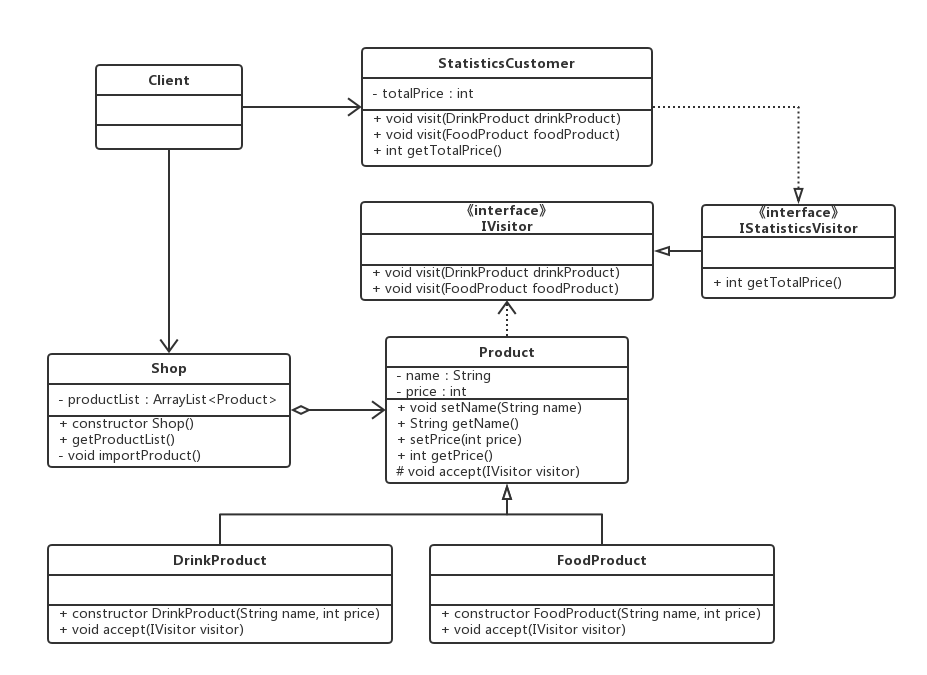 Client
StatisticsCustomer
- totalPrice : int
+ void visit(DrinkProduct drinkProduct)
+ void visit(FoodProduct foodProduct)
+ int getTotalPrice()
《interface》
IVisitor
+ void visit(DrinkProduct drinkProduct)
+ void visit(FoodProduct foodProduct)
《interface》
IStatisticsVisitor
+ int getTotalPrice()
Shop
- productList : ArrayList<Product>
+ constructor Shop()
+ getProductList()
- void importProduct()
Product
- name : String
- price : int
+ void setName(String name)
+ String getName()
+ setPrice(int price)
+ int getPrice()
# void accept(IVisitor visitor)
DrinkProduct
+ constructor DrinkProduct(String name, int price)
+ void accept(IVisitor visitor)
FoodProduct
+ constructor FoodProduct(String name, int price)
+ void accept(IVisitor visitor)